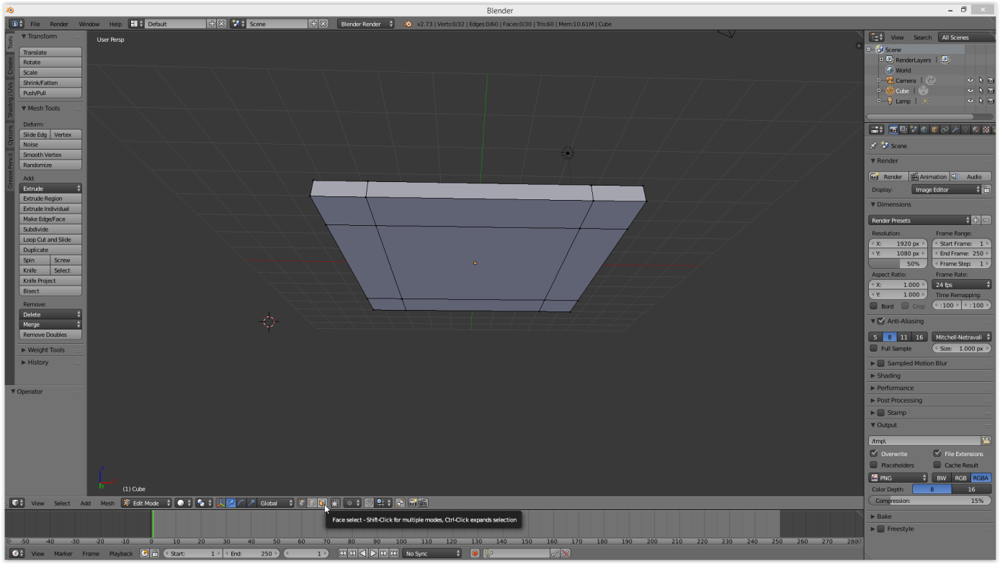 Blender
File Render Window Help Default Scene Blender Render v2.73 | Verts:0/32 | Edges:0/60 | Faces:0/30 | Tris:60 | Mem:10.61M | Cube
Tools
Create
Shading / UVs
Options
Grease Pencil
Transform
Translate
Rotate
Scale
Shrink/Fatten
Push/Pull
Mesh Tools
Deform:
Slide Edg Vertex
Noise
Smooth Vertex
Randomize
Add:
Extrude
Extrude Region
Extrude Individual
Make Edge/Face
Subdivide
Loop Cut and Slide
Duplicate
Spin Screw
Knife Select
Knife Project
Bisect
Remove:
Delete
Merge
Remove Doubles
Weight Tools
History
Operator
User Persp
(1) Cube
View Select Add Mesh Edit Mode Global
Face select - Shift-Click for multiple modes, Ctrl-Click expands selection
-50 -40 -30 -20 -10 0 10 20 30 40 50 60 70 80 90 100 110 120 130 140 150 160 170 180 190 200 210 220 230 240 250 260 270 280
View Marker Frame Playback Start: 1 End: 250 1 No Sync
View Search All Scenes
Scene
RenderLayers
World
Camera
Cube
Lamp
Scene
Render
Render Animation Audio
Display: Image Editor
Dimensions
Render Presets
Resolution: Frame Range:
X: 1920 px Start Frame: 1
Y: 1080 px End Frame: 250
50% Frame Step: 1
Aspect Ratio: Frame Rate:
X: 1.000 24 fps
Y: 1.000 Time Remapping:
Bord Crop :100 :100
Anti-Aliasing
5 8 11 16 Mitchell-Netravali
Full Sample Size: 1.000 px
Sampled Motion Blur
Shading
Performance
Post Processing
Stamp
Output
/tmp\
Overwrite File Extensions
Placeholders Cache Result
PNG BW RGB RGBA
Color Depth: 8 16
Compression: 15%
Bake
Freestyle